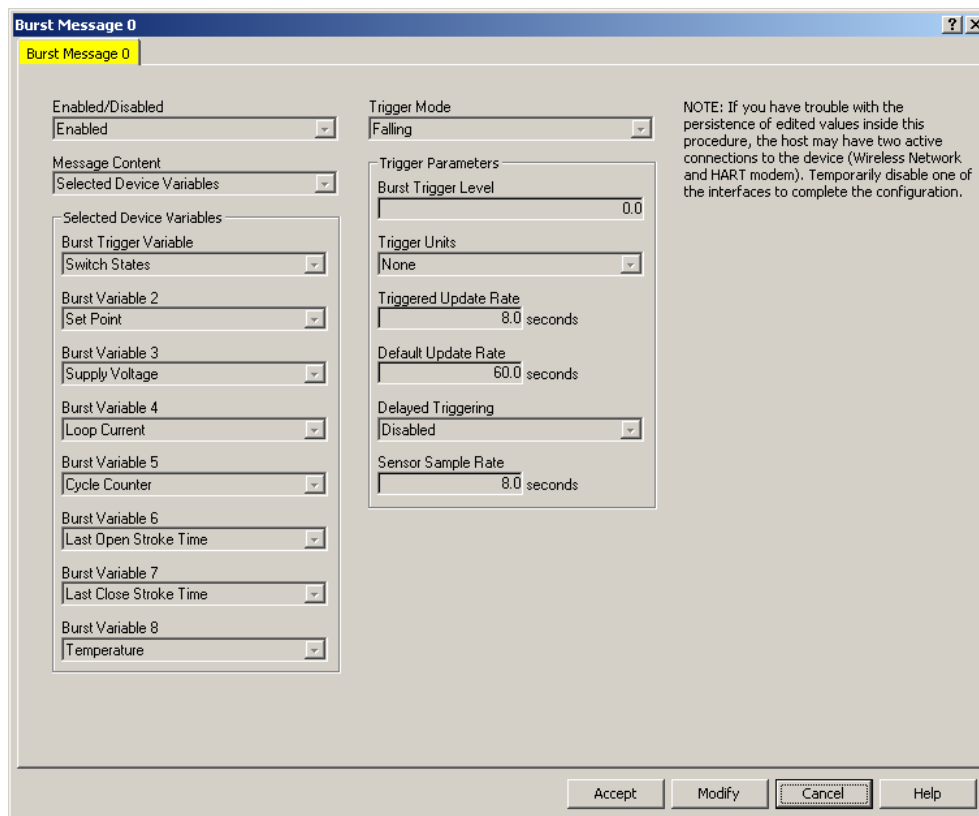 Burst Message 0
Burst Message 0
Enabled/Disabled
Enabled
Message Content
Selected Device Variables
Selected Device Variables
Burst Trigger Variable
Switch States
Burst Variable 2
Set Point
Burst Variable 3
Supply Voltage
Burst Variable 4
Loop Current
Burst Variable 5
Cycle Counter
Burst Variable 6
Last Open Stroke Time
Burst Variable 7
Last Close Stroke Time
Burst Variable 8
Temperature
Trigger Mode
Falling
Trigger Parameters
Burst Trigger Level
0.0
Trigger Units
None
Triggered Update Rate
8.0 seconds
Default Update Rate
60.0 seconds
Delayed Triggering
Disabled
Sensor Sample Rate
8.0 seconds
NOTE: If you have trouble with the
persistence of edited values inside this
procedure, the host may have two active
connections to the device (Wireless Network
and HART modem). Temporarily disable one of
the interfaces to complete the configuration.
Accept Modify Cancel Help